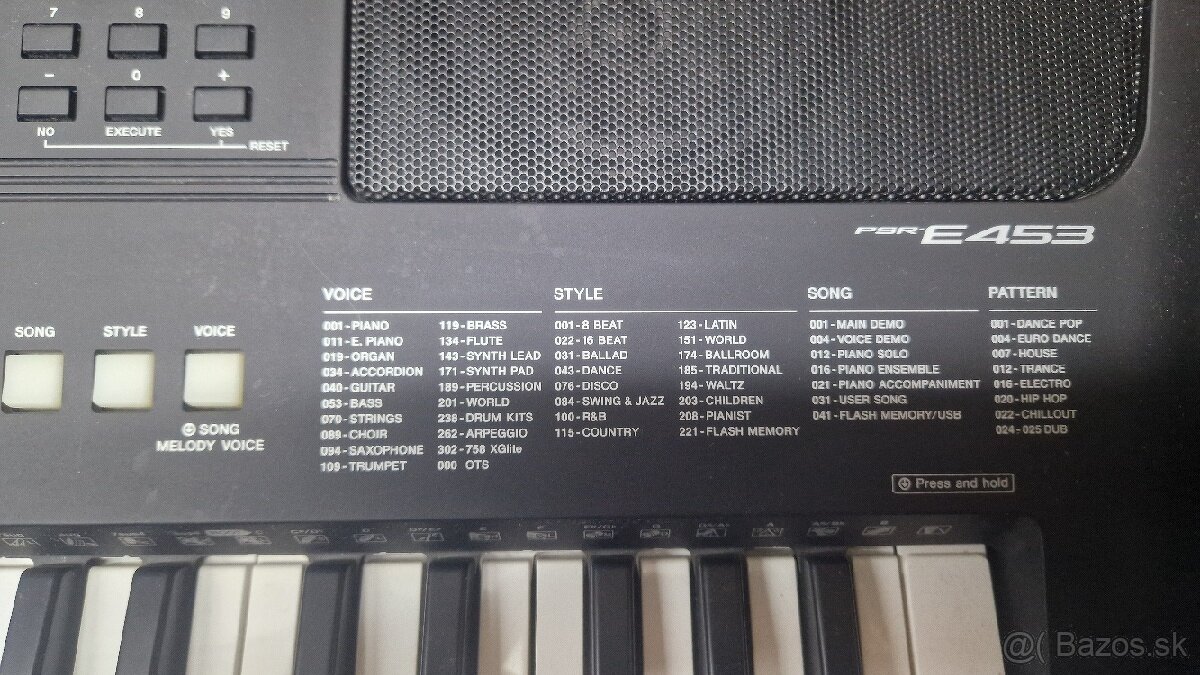 7 8 9
- 0 +
NO EXECUTE YES
RESET
PSR-E453
VOICE STYLE SONG PATTERN
SONG STYLE VOICE
001-PIANO 119-BRASS 001-8 BEAT 123-LATIN 001-MAIN DEMO 001-DANCE POP
011-E. PIANO 134-FLUTE 022-16 BEAT 151-WORLD 004-VOICE DEMO 004-EURO DANCE
019-ORGAN 143-SYNTH LEAD 031-BALLAD 174-BALLROOM 012-PIANO SOLO 007-HOUSE
034-ACCORDION 171-SYNTH PAD 043-DANCE 185-TRADITIONAL 016-PIANO ENSEMBLE 012-TRANCE
040-GUITAR 189-PERCUSSION 076-DISCO 194-WALTZ 021-PIANO ACCOMPANIMENT 016-ELECTRO
053-BASS 201-WORLD 084-SWING & JAZZ 203-CHILDREN 031-USER SONG 020-HIP HOP
070-STRINGS 238-DRUM KITS 100-R&B 208-PIANIST 041-FLASH MEMORY/USB 022-CHILLOUT
089-CHOIR 262-ARPEGGIO 115-COUNTRY 221-FLASH MEMORY 024-025 DUB
094-SAXOPHONE 302-758 XGlite
109-TRUMPET 000 OTS
SONG
MELODY VOICE
Press and hold
@( Bazos.sk